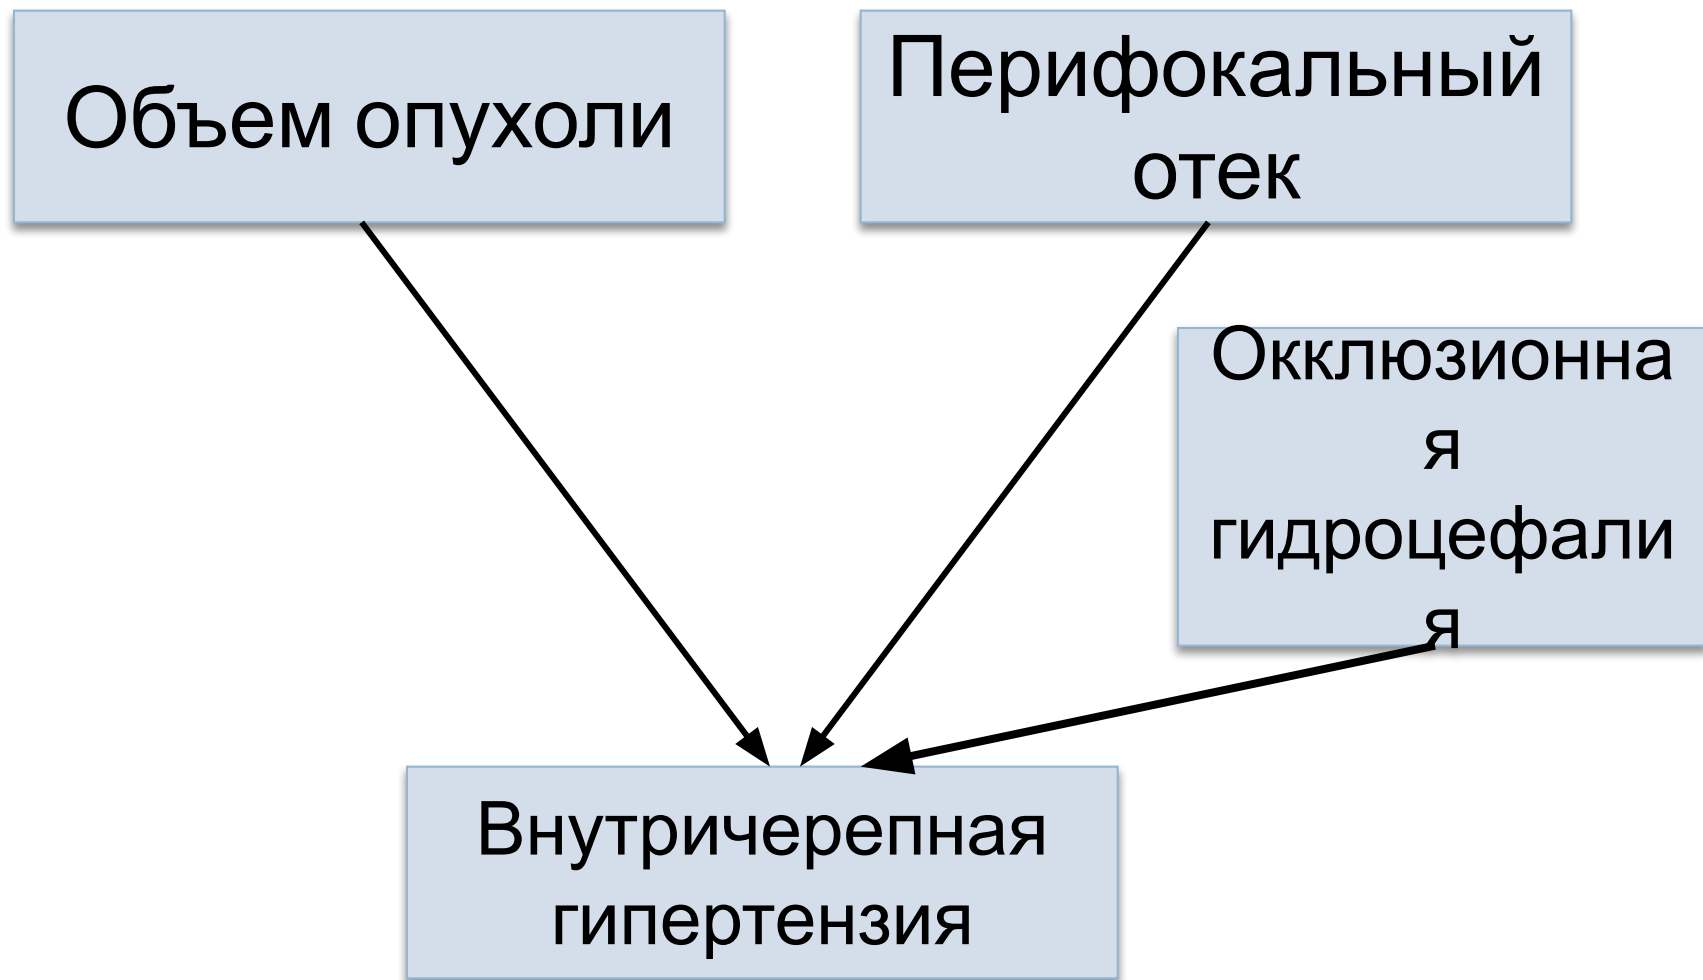 Объем опухоли
Перифокальный
отек
Окклюзионна
я
гидроцефали
я
Внутричерепная
гипертензия